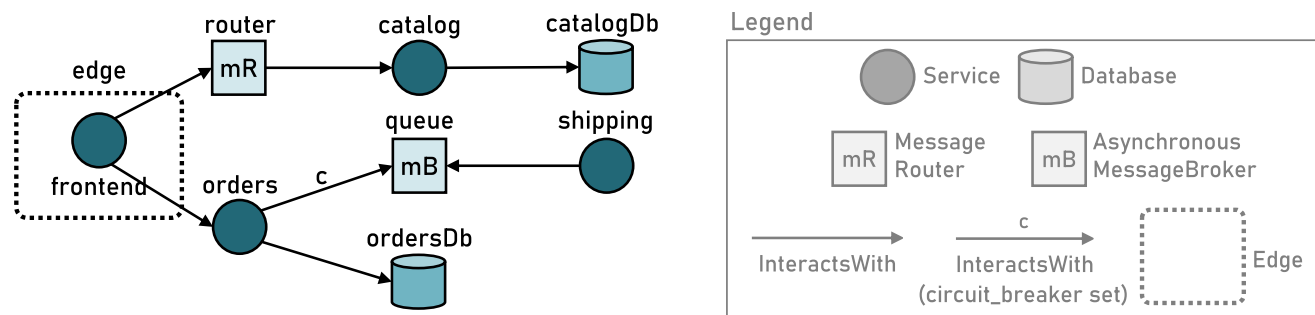 router
catalog
catalogDb
mR
edge
queue
shipping
mB
frontend
c
orders
ordersDb
Legend
Service
Database
mR
Message
Router
mB
Asynchronous
MessageBroker
InteractsWith
c
InteractsWith
(circuit_breaker set)
Edge